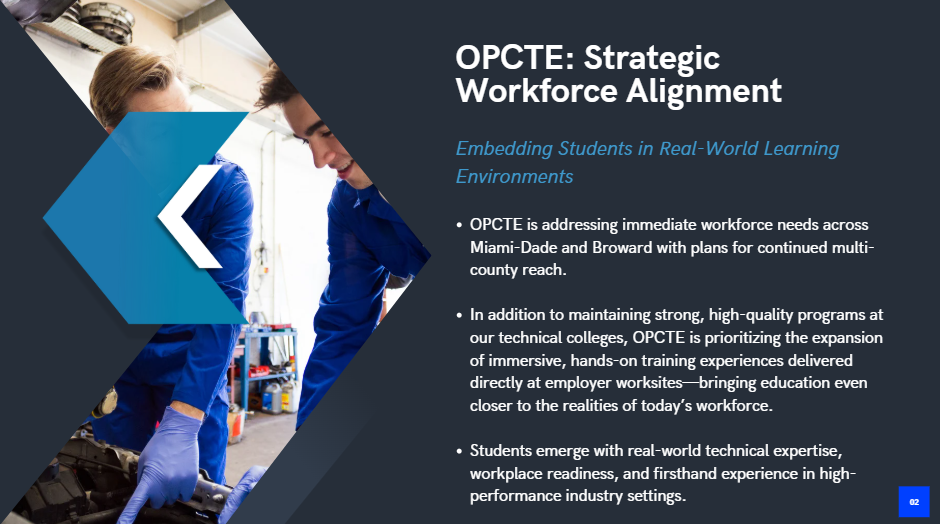 OPCTE: Strategic
Workforce Alignment
Embedding Students in Real-World Learning
Environments
• OPCTE is addressing immediate workforce needs across
Miami-Dade and Broward with plans for continued multi-
county reach.
• In addition to maintaining strong, high-quality programs at
our technical colleges, OPCTE is prioritizing the expansion
of immersive, hands-on training experiences delivered
directly at employer worksites—bringing education even
closer to the realities of today’s workforce.
• Students emerge with real-world technical expertise,
workplace readiness, and firsthand experience in high-
performance industry settings.
02